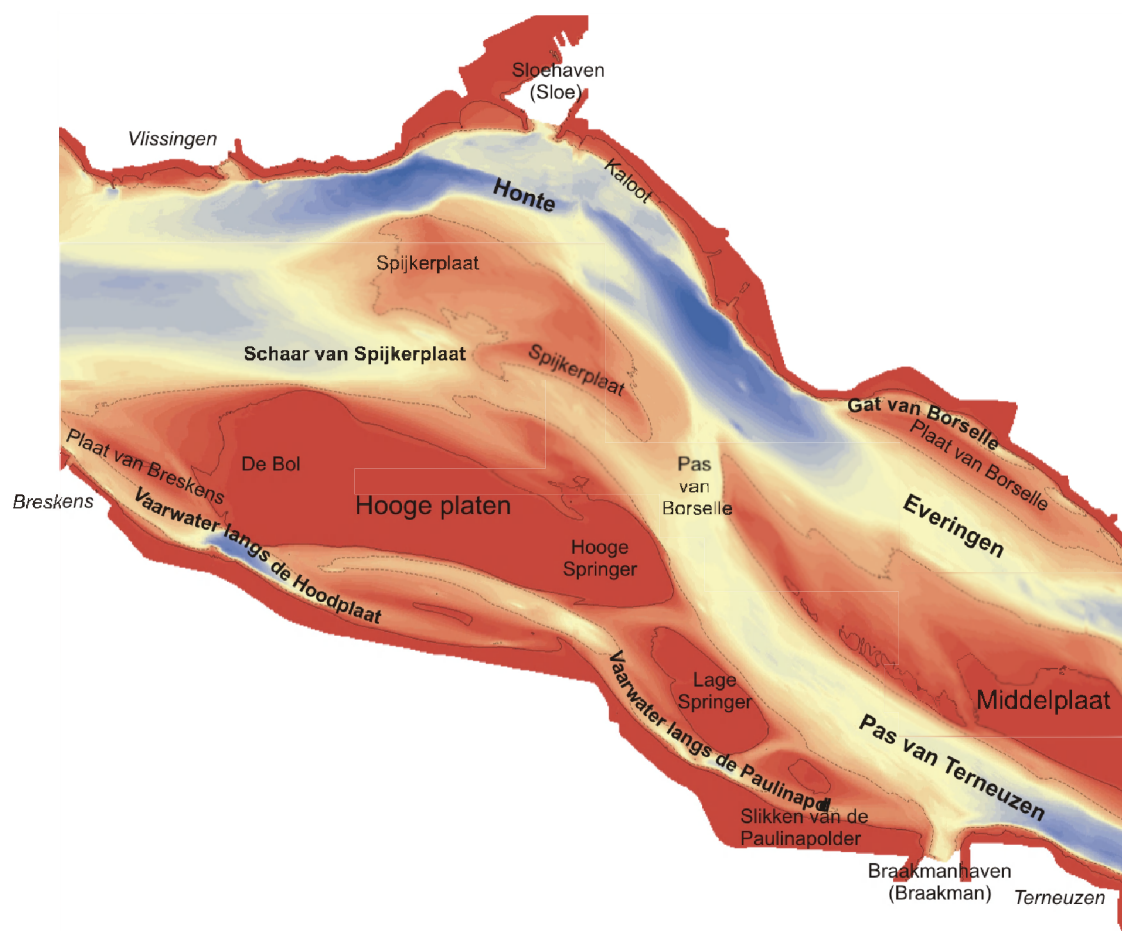 Sloehaven
(Sloe)
Vlissingen
Kaloot
Honte
Spijkerplaat
Schaar van Spijkerplaat
Spijkerplaat
Gat van Borselle
Plaat van Borselle
Plaat van Breskens
De Bol
Pas
van
Borselle
Breskens
Vaarwater langs de Hoodplaat
Hooge platen
Everingen
Hooge
Springer
Lage
Springer
Middelplaat
Vaarwater langs de
Pas van Terneuzen
Slikken van de
Paulinapolder
Braakmanhaven
(Braakman)
Terneuzen